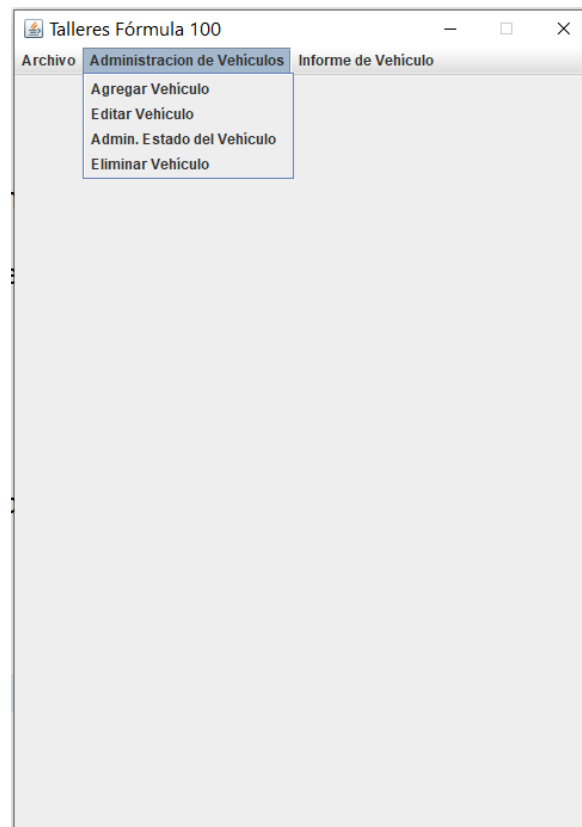 Talleres Fórmula 100
Archivo Administracion de Vehículos Informe de Vehículo
Agregar Vehículo
Editar Vehículo
Admin. Estado del Vehículo
Eliminar Vehículo